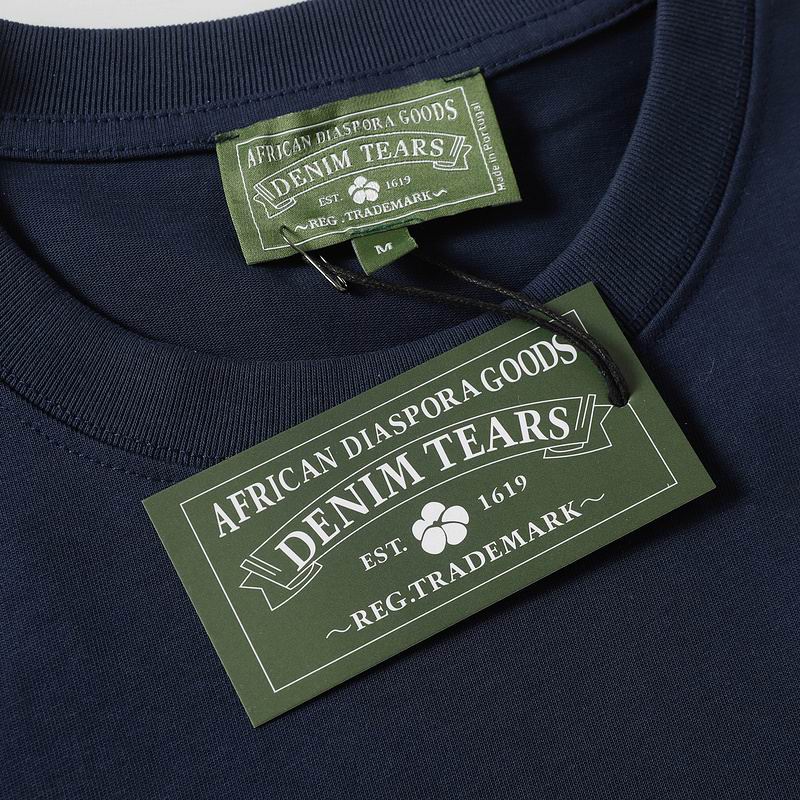 AFRICAN DIASPORA GOODS
DENIM TEARS
EST. 1619
~REG.TRADEMARK~
Made in Portugal
M
AFRICAN DIASPORA GOODS
DENIM TEARS
EST. 1619
~REG.TRADEMARK~